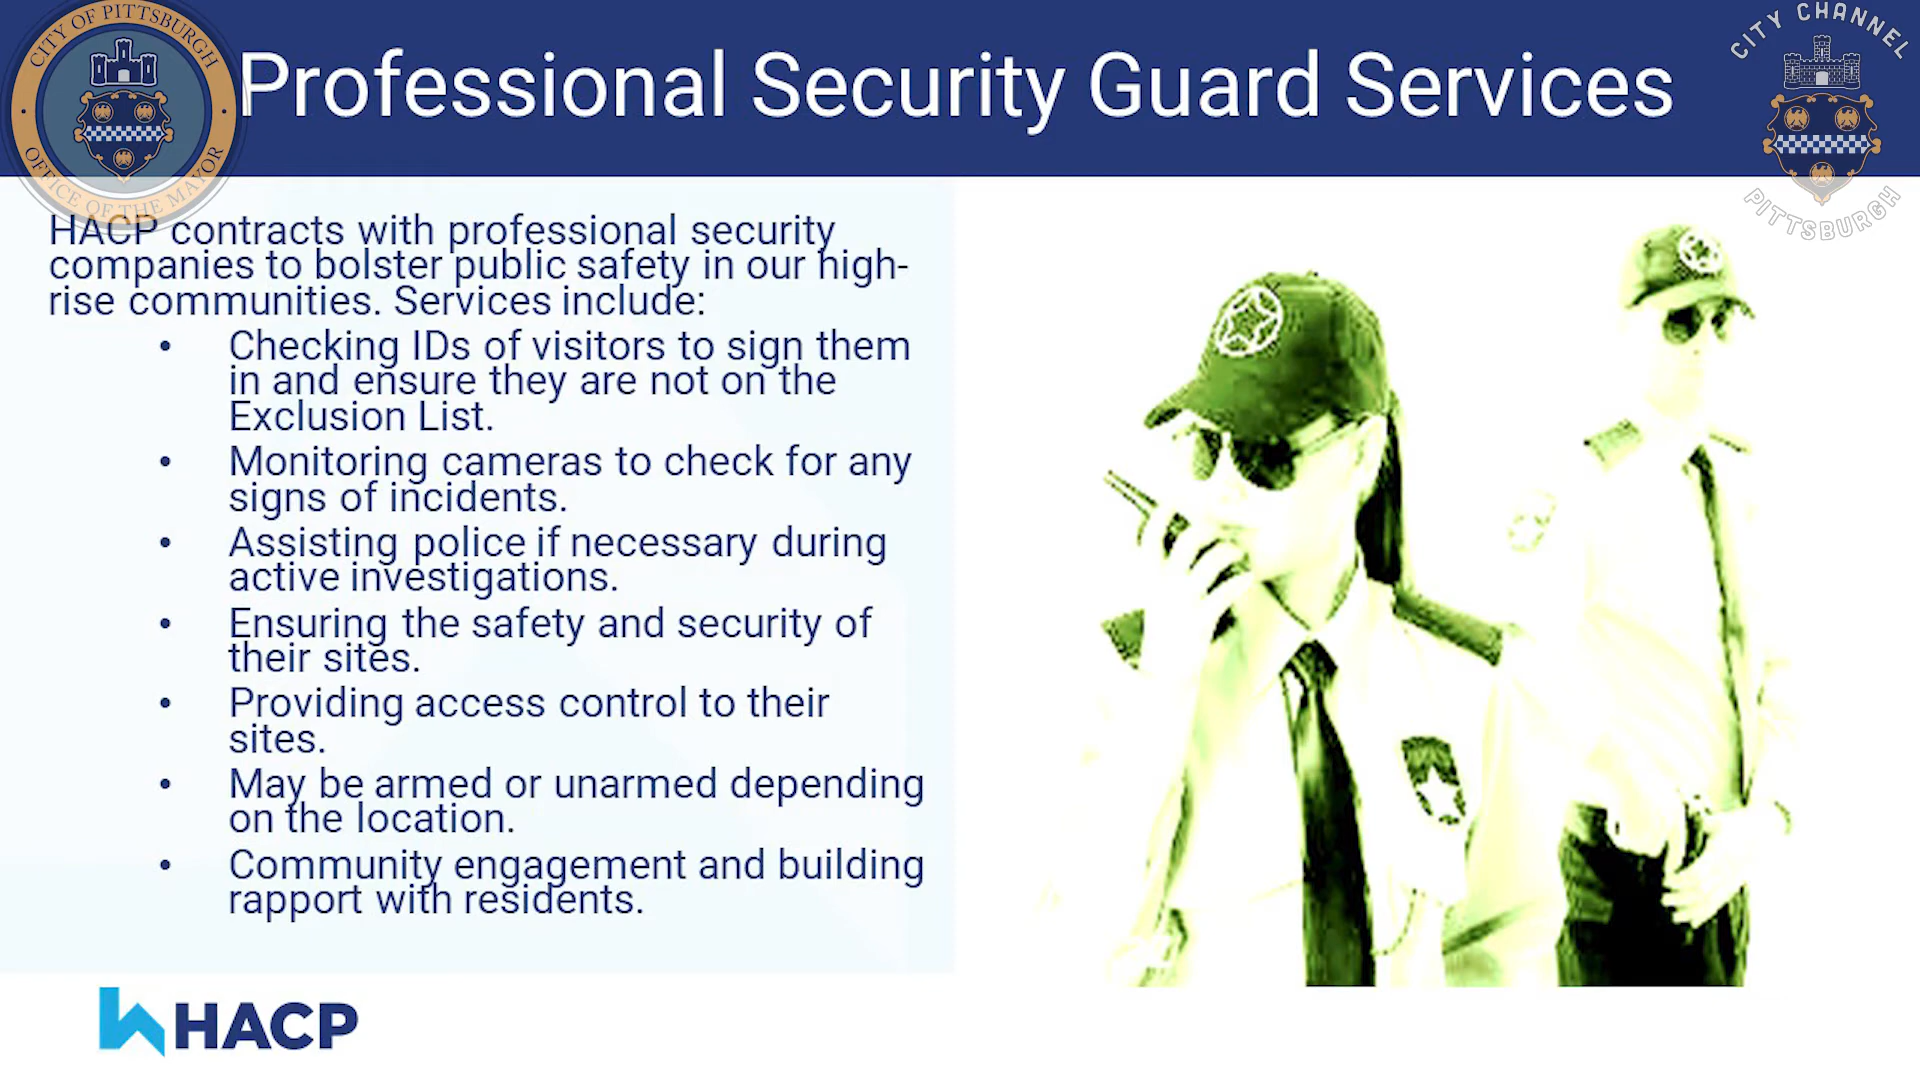 CITY OF PITTSBURGH
OFFICE OF THE MAYOR
Professional Security Guard Services
CITY CHANNEL
PITTSBURGH
HACP contracts with professional security
companies to bolster public safety in our high-
rise communities. Services include:
• Checking IDs of visitors to sign them
in and ensure they are not on the
Exclusion List.
• Monitoring cameras to check for any
signs of incidents.
• Assisting police if necessary during
active investigations.
• Ensuring the safety and security of
their sites.
• Providing access control to their
sites.
• May be armed or unarmed depending
on the location.
• Community engagement and building
rapport with residents.
HACP